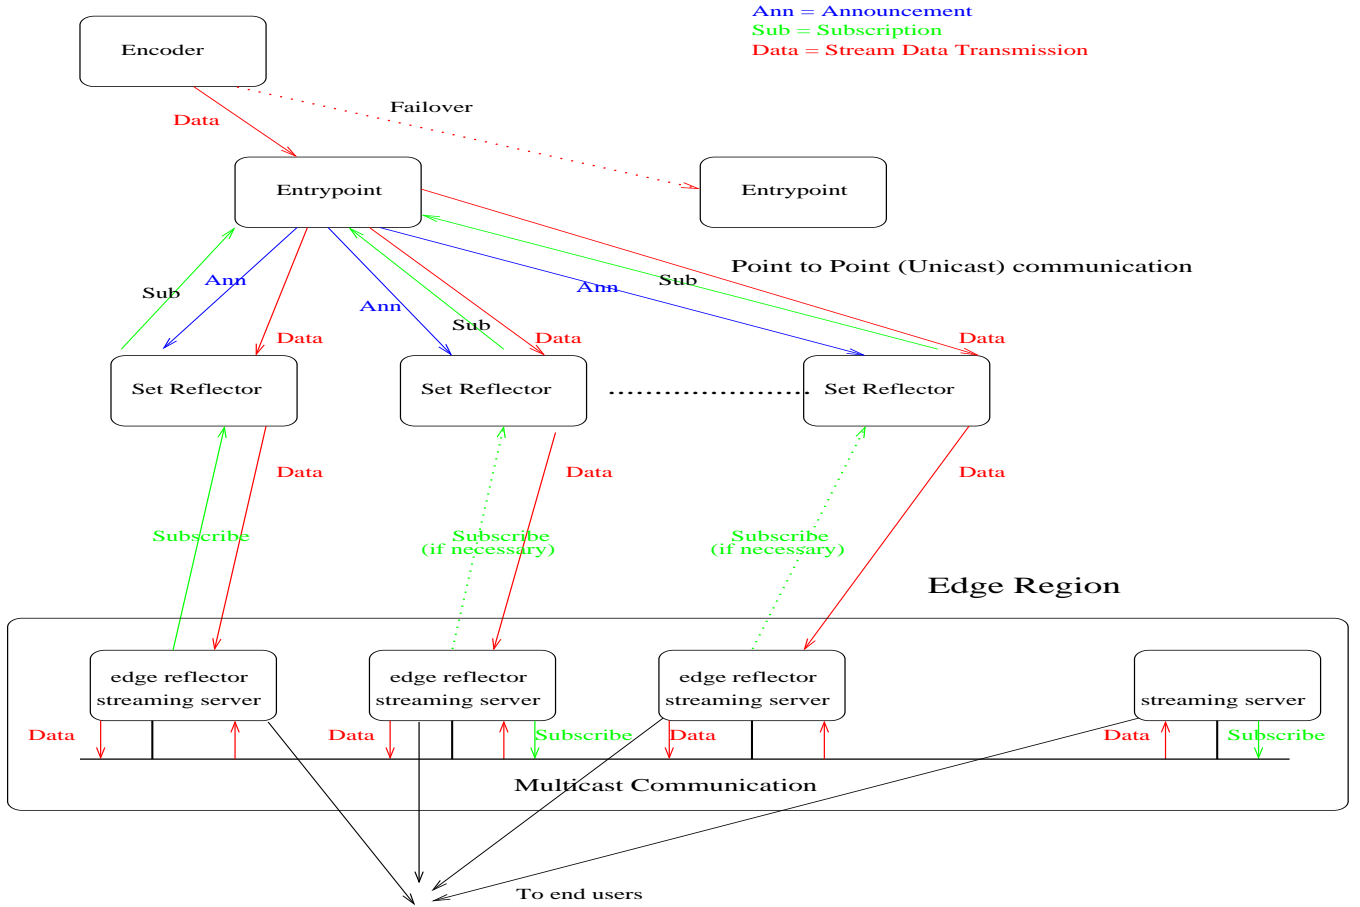 Ann = Announcement
Sub = Subscription
Data = Stream Data Transmission
Encoder
Failover
Data
Entrypoint
Entrypoint
Point to Point (Unicast) communication
Ann
Sub
Ann
Sub
Ann
Sub
Data
Data
Data
Set Reflector
Set Reflector
Set Reflector
Data
Data
Data
Subscribe
Subscribe
(if necessary)
Subscribe
(if necessary)
Edge Region
edge reflector
streaming server
edge reflector
streaming server
edge reflector
streaming server
streaming server
Data
Data
Subscribe
Data
Data
Subscribe
Multicast Communication
To end users